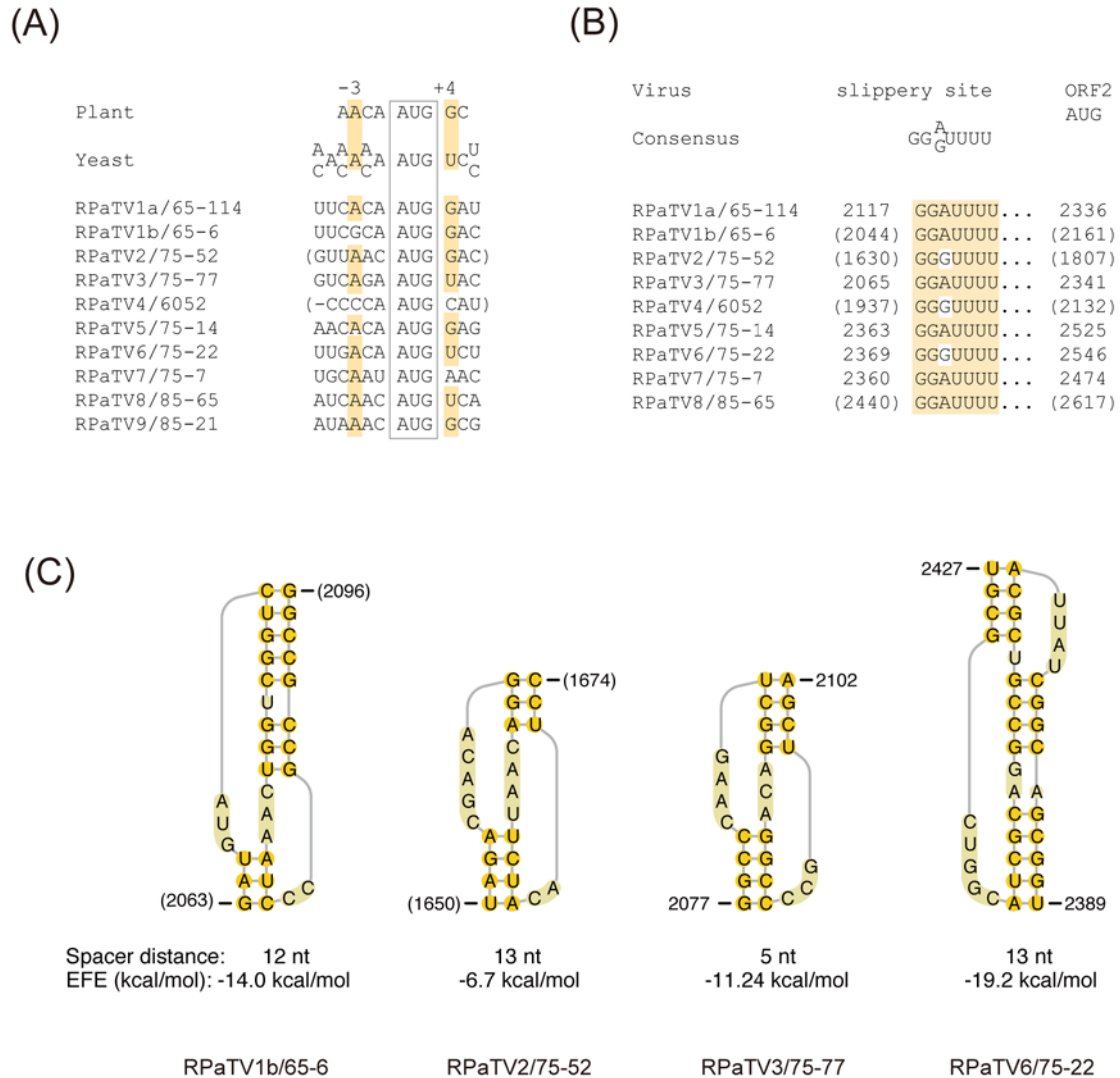 (A)
-3 +4
Plant AACA AUG GC
A A A U
Yeast CACACACA AUG UCC
RPaTV1a/65-114 UUCACA AUG GAU
RPaTV1b/65-6 UUCGCA AUG GAC
RPaTV2/75-52 (GUUAAC AUG GAC)
RPaTV3/75-77 GUCAGA AUG UAC
RPaTV4/6052 (-CCCCA AUG CAU)
RPaTV5/75-14 AACACA AUG GAG
RPaTV6/75-22 UUGACA AUG UCU
RPaTV7/75-7 UGCAAU AUG AAC
RPaTV8/85-65 AUCAAC AUG UCA
RPaTV9/85-21 AUAAAC AUG GCG
(B)
Virus slippery site ORF2
AUG
A
Consensus GG UUUU
G
RPaTV1a/65-114 2117 GGAUUUU... 2336
RPaTV1b/65-6 (2044) GGAUUUU... (2161)
RPaTV2/75-52 (1630) GGGUUUU... (1807)
RPaTV3/75-77 2065 GGAUUUU... 2341
RPaTV4/6052 (1937) GGGUUUU... (2132)
RPaTV5/75-14 2363 GGAUUUU... 2525
RPaTV6/75-22 2369 GGGUUUU... 2546
RPaTV7/75-7 2360 GGAUUUU... 2474
RPaTV8/85-65 (2440) GGAUUUU... (2617)
(C)
(2096)
(2063)
(1674)
(1650)
2102
2077
2427
2389
Spacer distance: 12 nt 13 nt 5 nt 13 nt
EFE (kcal/mol): -14.0 kcal/mol -6.7 kcal/mol -11.24 kcal/mol -19.2 kcal/mol
RPaTV1b/65-6 RPaTV2/75-52 RPaTV3/75-77 RPaTV6/75-22